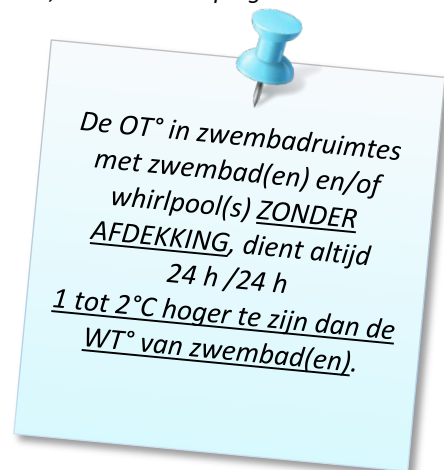 De OT° in zwembadruimtes
met zwembad(en) en/of
whirlpool(s) ZONDER
AFDEKKING, dient altijd
24 h /24 h
1 tot 2°C hoger te zijn dan de
WT° van zwembad(en).